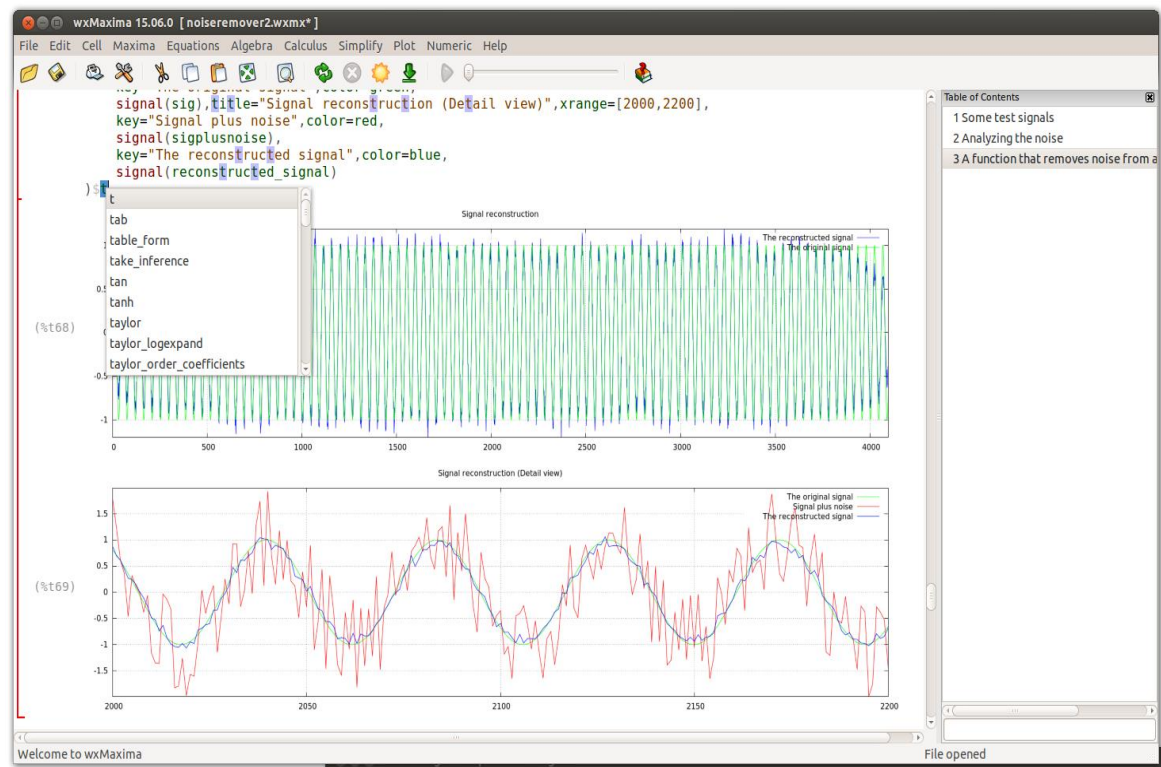 wxMaxima 15.06.0 [ noiseremover2.wxmx* ]
File Edit Cell Maxima Equations Algebra Calculus Simplify Plot Numeric Help
signal(sig),title="Signal reconstruction (Detail view)",xrange=[2000,2200],
key="Signal plus noise",color=red,
signal(sigplusnoise),
key="The reconstructed signal",color=blue,
signal(reconstructed_signal)
)$t
t
tab
table_form
take_inference
tan
tanh
taylor
taylor_logexpand
taylor_order_coefficients
(%t68)
Signal reconstruction
The reconstructed signal
The original signal
-0.5
-1
0 500 1000 1500 2000 2500 3000 3500 4000
(%t69)
Signal reconstruction (Detail view)
The original signal
Signal plus noise
The reconstructed signal
1.5
1
0.5
0
-0.5
-1
-1.5
2000 2050 2100 2150 2200
Table of Contents
1 Some test signals
2 Analyzing the noise
3 A function that removes noise from a
Welcome to wxMaxima
File opened